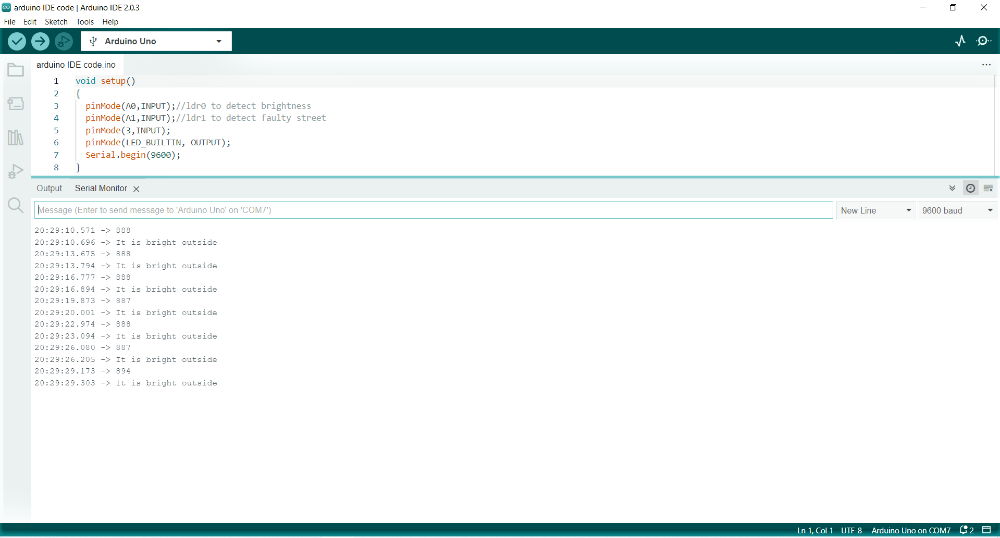 arduino IDE code | Arduino IDE 2.0.3
File Edit Sketch Tools Help
Arduino Uno
arduino IDE code.ino
1 void setup()
2 {
3 pinMode(A0,INPUT);//ldr0 to detect brightness
4 pinMode(A1,INPUT);//ldr1 to detect faulty street
5 pinMode(3,INPUT);
6 pinMode(LED_BUILTIN, OUTPUT);
7 Serial.begin(9600);
8 }
Output Serial Monitor
Message (Enter to send message to 'Arduino Uno' on 'COM7') New Line 9600 baud
20:29:10.571 -> 888
20:29:10.696 -> It is bright outside
20:29:13.675 -> 888
20:29:13.794 -> It is bright outside
20:29:16.777 -> 888
20:29:16.894 -> It is bright outside
20:29:19.873 -> 887
20:29:20.001 -> It is bright outside
20:29:22.974 -> 888
20:29:23.094 -> It is bright outside
20:29:26.080 -> 887
20:29:26.205 -> It is bright outside
20:29:29.173 -> 894
20:29:29.303 -> It is bright outside
Ln 1, Col 1 UTF-8 Arduino Uno on COM7 2